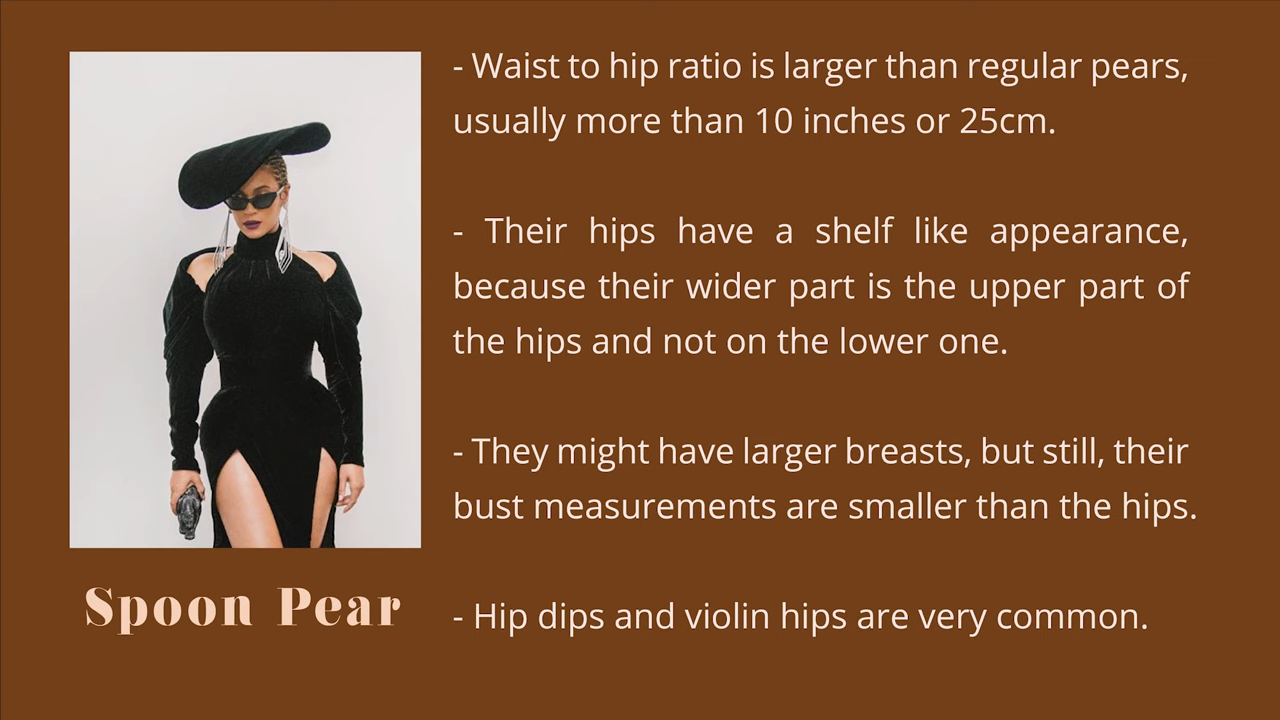 - Waist to hip ratio is larger than regular pears,
usually more than 10 inches or 25cm.
- Their hips have a shelf like appearance,
because their wider part is the upper part of
the hips and not on the lower one.
- They might have larger breasts, but still, their
bust measurements are smaller than the hips.
- Hip dips and violin hips are very common.
Spoon Pear